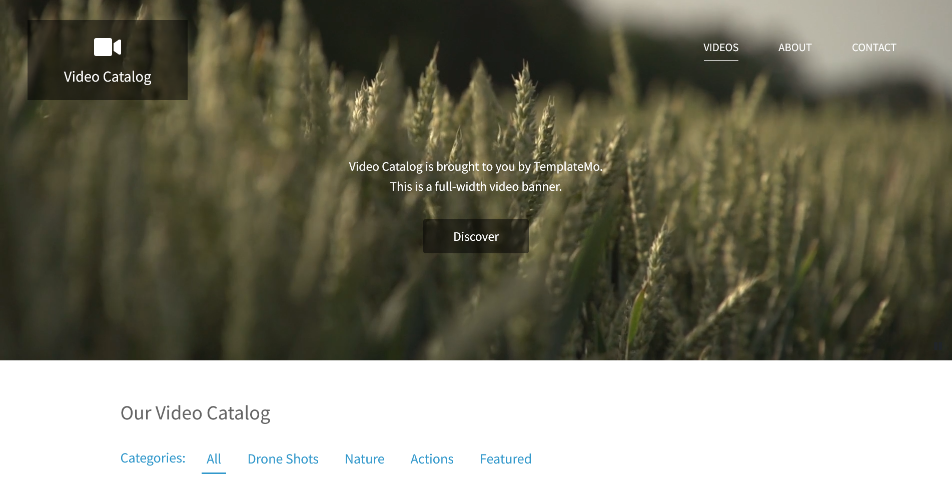 Video Catalog
VIDEOS ABOUT CONTACT
Video Catalog is brought to you by TemplateMo.
This is a full-width video banner.
Discover
Our Video Catalog
Categories: All Drone Shots Nature Actions Featured